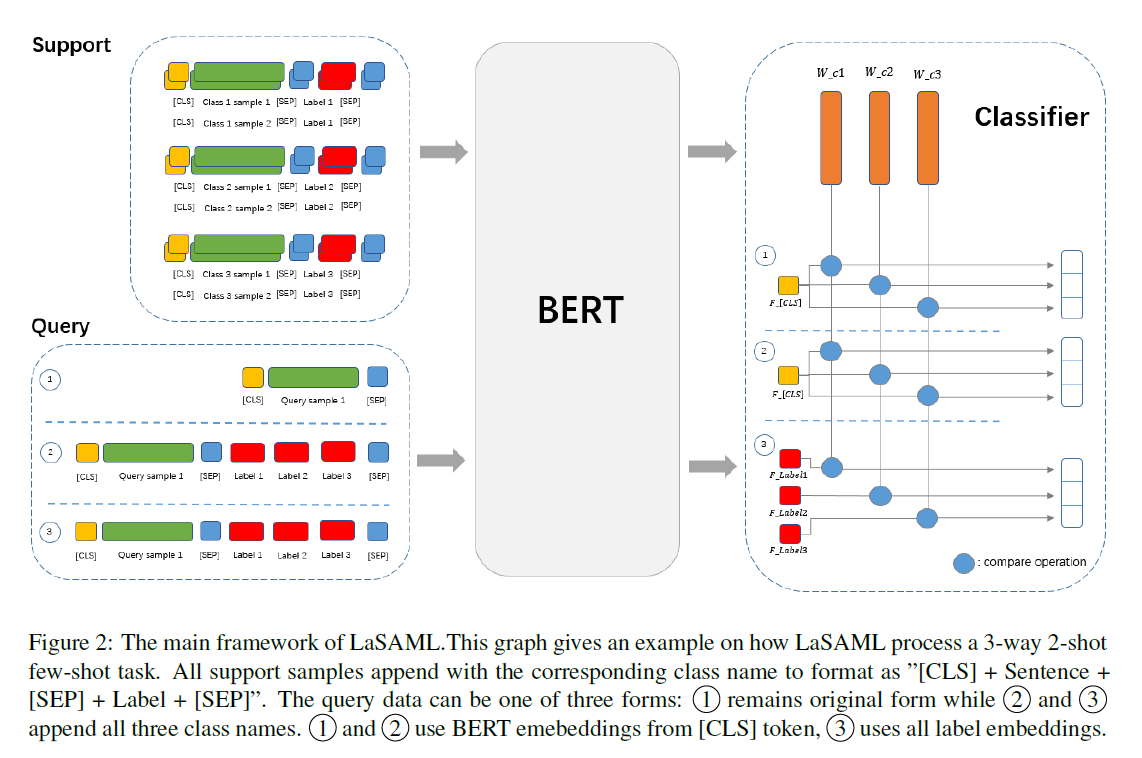 Support
[CLS] Class 1 sample 1 [SEP] Label 1 [SEP]
[CLS] Class 1 sample 2 [SEP] Label 1 [SEP]
[CLS] Class 2 sample 1 [SEP] Label 2 [SEP]
[CLS] Class 2 sample 2 [SEP] Label 2 [SEP]
[CLS] Class 3 sample 1 [SEP] Label 3 [SEP]
[CLS] Class 3 sample 2 [SEP] Label 3 [SEP]
Query
1
[CLS] Query sample 1 [SEP]
2
[CLS] Query sample 1 [SEP] Label 1 Label 2 Label 3 [SEP]
3
[CLS] Query sample 1 [SEP] Label 1 Label 2 Label 3 [SEP]
BERT
W_c1 W_c2 W_c3
Classifier
1
F_[CLS]
2
F_[CLS]
3
F_Label1
F_Label2
F_Label3
: compare operation
Figure 2: The main framework of LaSAML.This graph gives an example on how LaSAML process a 3-way 2-shot
few-shot task. All support samples append with the corresponding class name to format as ”[CLS] + Sentence +
[SEP] + Label + [SEP]”. The query data can be one of three forms: ① remains original form while ② and ③
append all three class names. ① and ② use BERT emebeddings from [CLS] token, ③ uses all label embeddings.